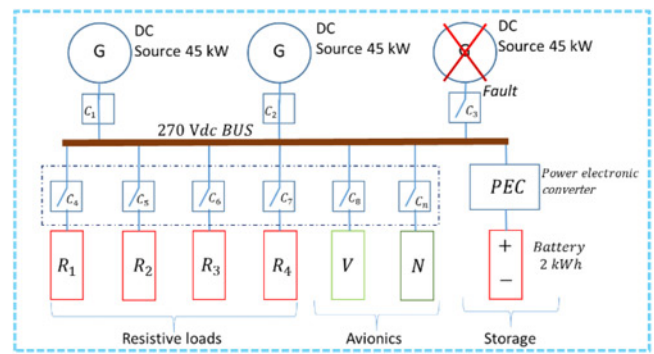 DC
Source 45 kW
G
DC
Source 45 kW
G
DC
Source 45 kW
G
Fault
C1
C2
C3
270 Vdc BUS
C4
C5
C6
C7
C8
Cn
PEC
Power electronic
converter
R1
R2
R3
R4
V
N
+
−
Battery
2 kWh
Resistive loads
Avionics
Storage